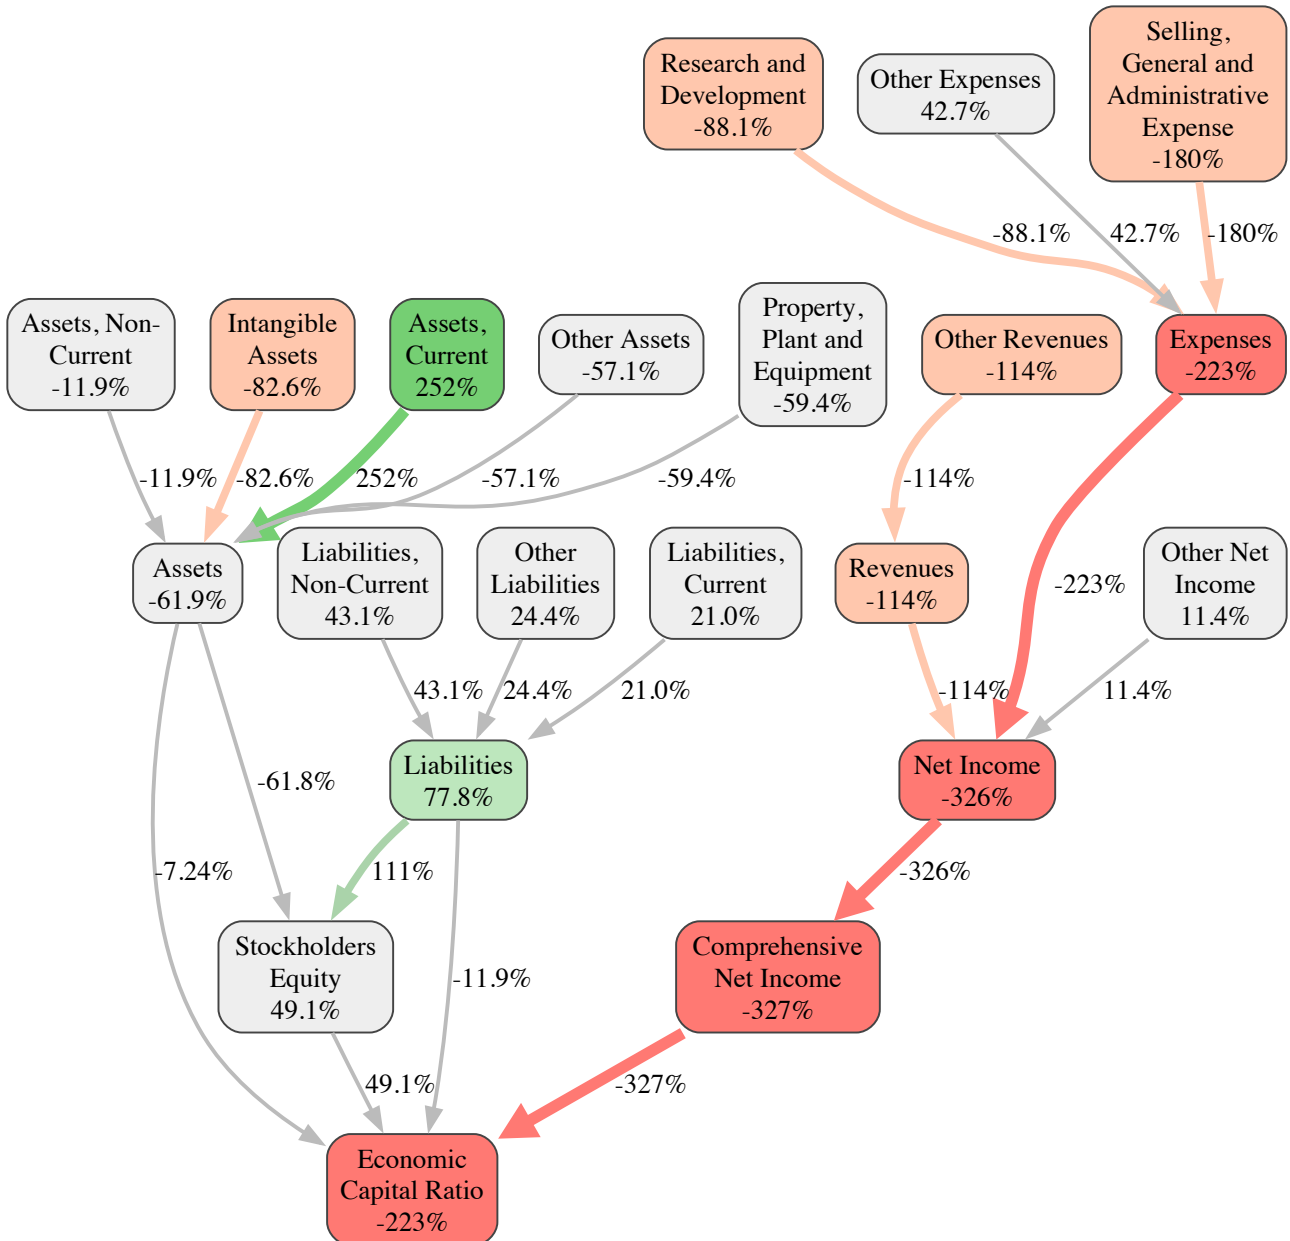 Research and
Development
-88.1%
Other Expenses
42.7%
Selling,
General and
Administrative
Expense
-180%
-88.1%
42.7%
-180%
Assets, Non-
Current
-11.9%
Intangible
Assets
-82.6%
Assets,
Current
252%
Other Assets
-57.1%
Property,
Plant and
Equipment
-59.4%
Other Revenues
-114%
Expenses
-223%
-11.9%
-82.6%
252%
-57.1%
-59.4%
-114%
-223%
Assets
-61.9%
Liabilities,
Non-Current
43.1%
Other
Liabilities
24.4%
Liabilities,
Current
21.0%
Revenues
-114%
Other Net
Income
11.4%
43.1%
24.4%
21.0%
-114%
11.4%
-61.8%
Liabilities
77.8%
Net Income
-326%
-7.24%
111%
-326%
Stockholders
Equity
49.1%
-11.9%
Comprehensive
Net Income
-327%
49.1%
-327%
Economic
Capital Ratio
-223%